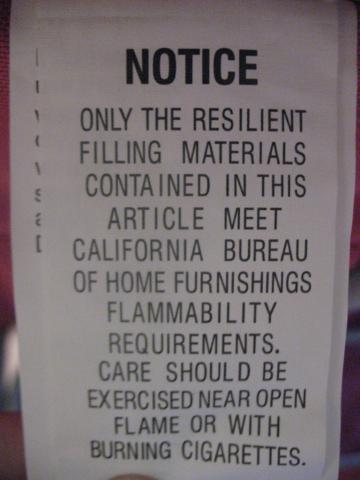 NOTICE
ONLY THE RESILIENT
FILLING MATERIALS
CONTAINED IN THIS
ARTICLE MEET
CALIFORNIA BUREAU
OF HOME FURNISHINGS
FLAMMABILITY
REQUIREMENTS.
CARE SHOULD BE
EXERCISED NEAR OPEN
FLAME OR WITH
BURNING CIGARETTES.